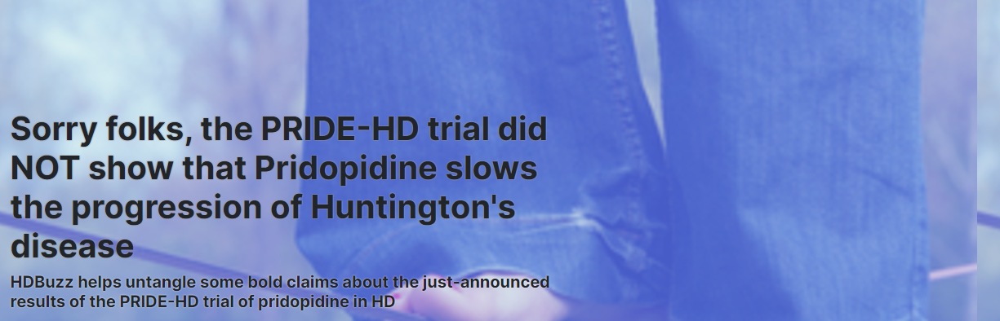 Sorry folks, the PRIDE-HD trial did
NOT show that Pridopidine slows
the progression of Huntington's
disease
HDBuzz helps untangle some bold claims about the just-announced
results of the PRIDE-HD trial of pridopidine in HD